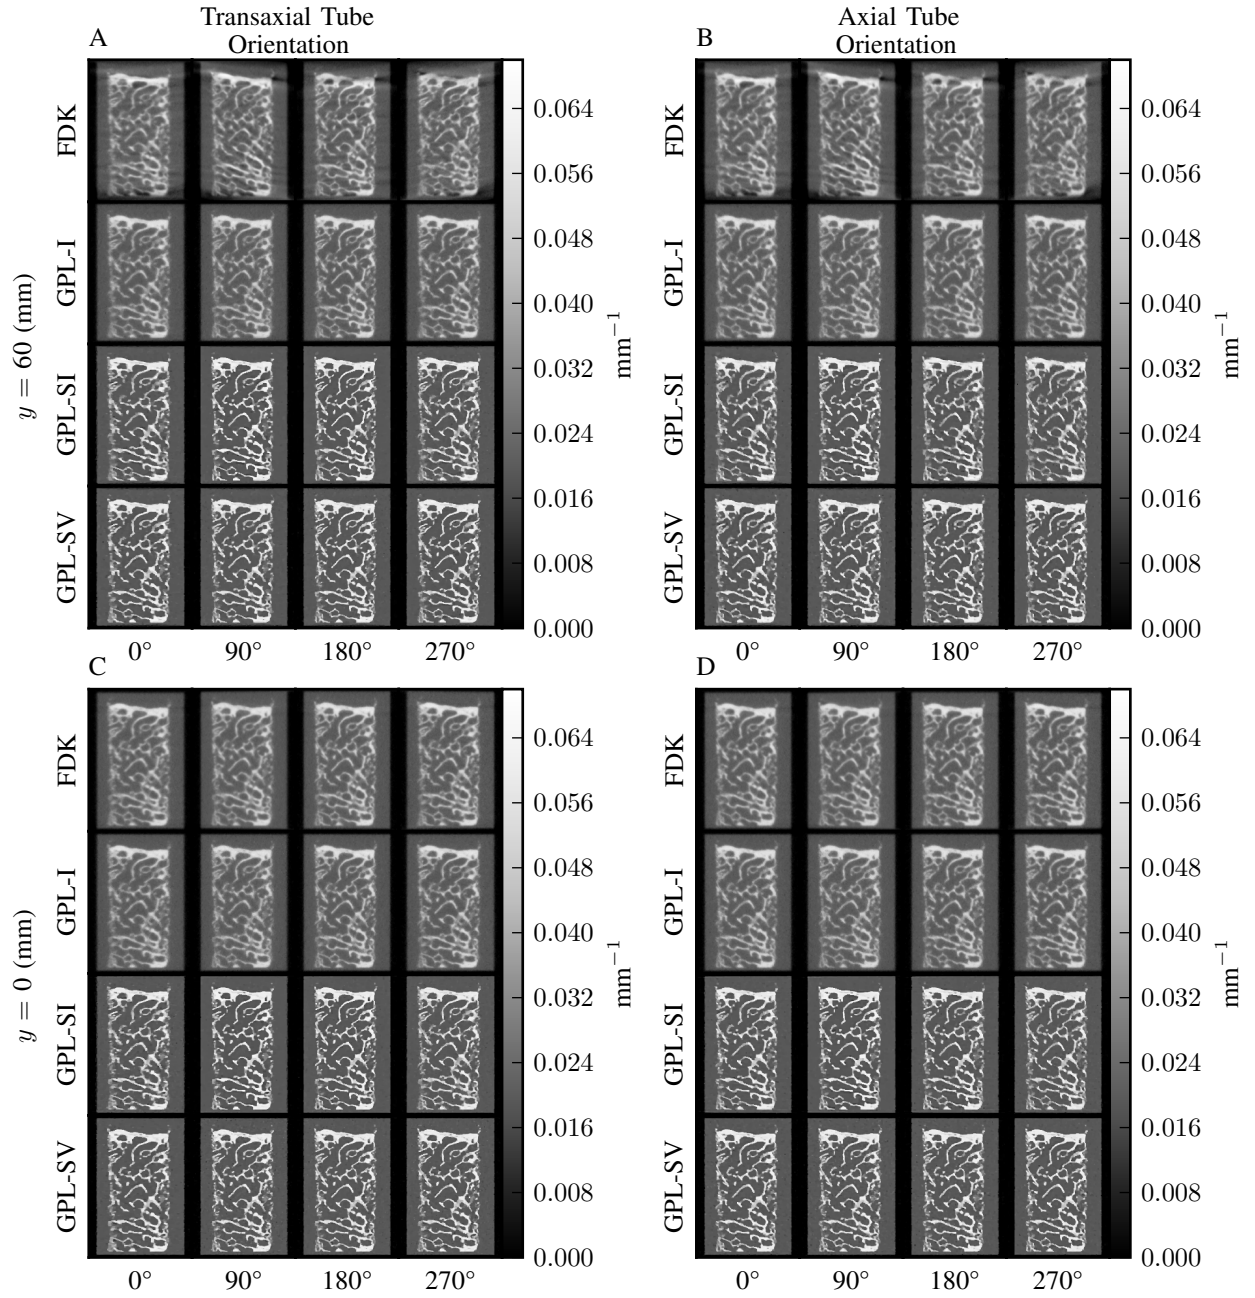 Transaxial Tube
Orientation
Axial Tube
Orientation
A
B
y = 60 (mm)
FDK
GPL-I
GPL-SI
GPL-SV
0.064
0.056
0.048
0.040
0.032
0.024
0.016
0.008
0.000
mm⁻¹
0°
90°
180°
270°
FDK
GPL-I
GPL-SI
GPL-SV
0.064
0.056
0.048
0.040
0.032
0.024
0.016
0.008
0.000
mm⁻¹
0°
90°
180°
270°
C
D
y = 0 (mm)
FDK
GPL-I
GPL-SI
GPL-SV
0.064
0.056
0.048
0.040
0.032
0.024
0.016
0.008
0.000
mm⁻¹
0°
90°
180°
270°
FDK
GPL-I
GPL-SI
GPL-SV
0.064
0.056
0.048
0.040
0.032
0.024
0.016
0.008
0.000
mm⁻¹
0°
90°
180°
270°